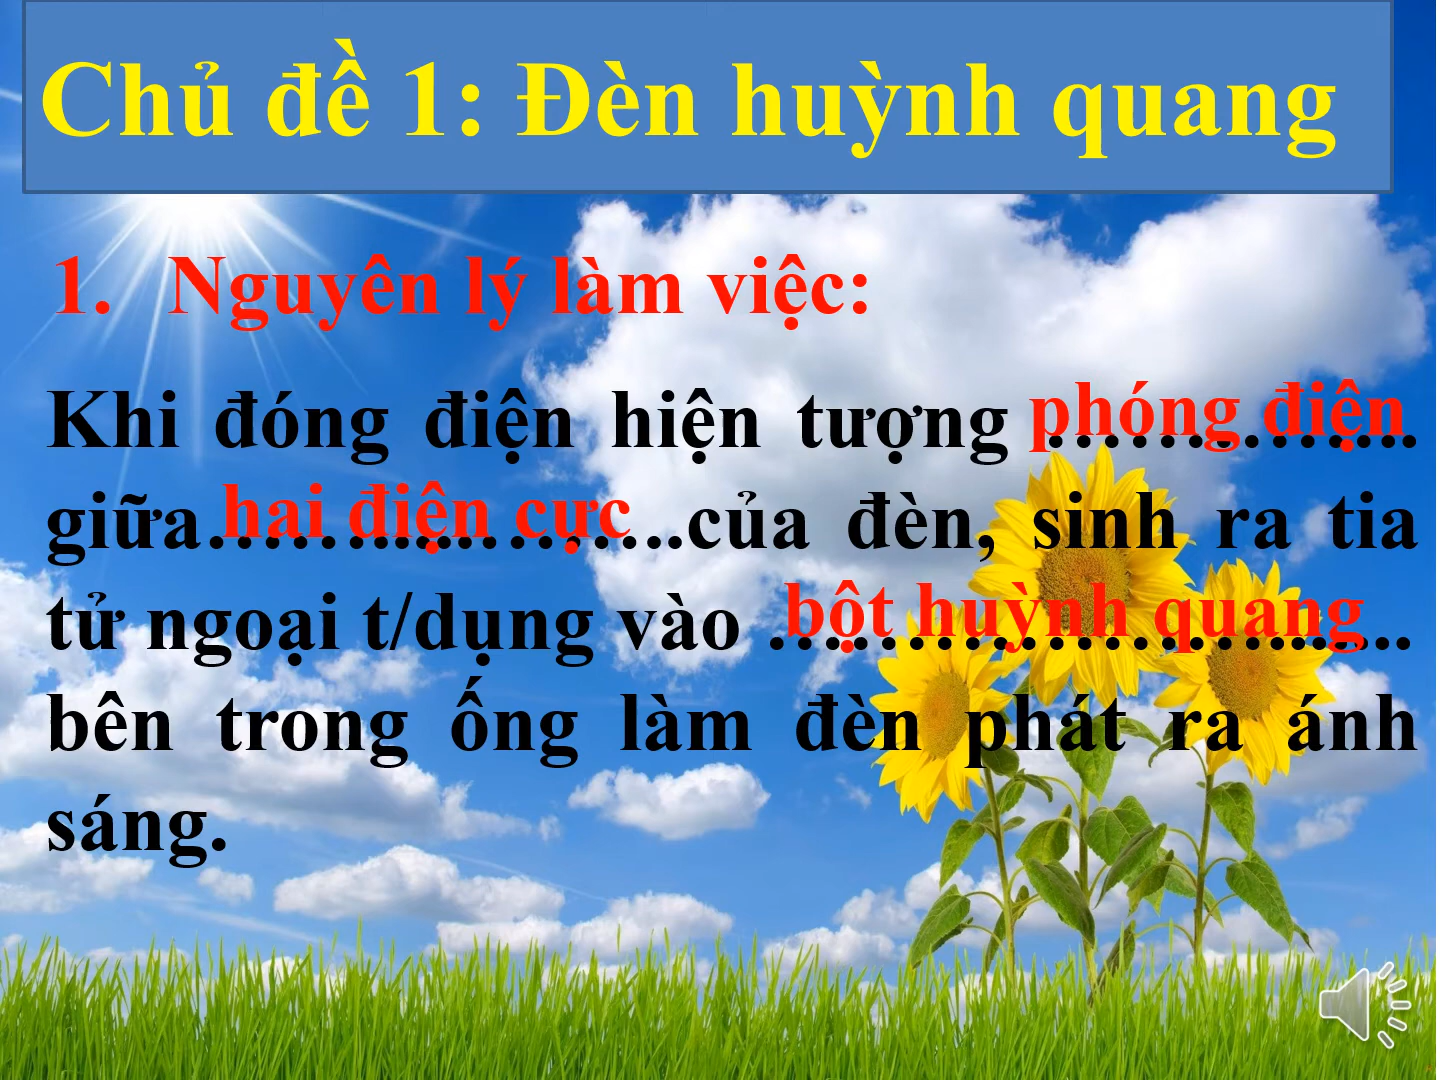 Chủ đề 1: Đèn huỳnh quang
1. Nguyên lý làm việc:
Khi đóng điện hiện tượng phóng điện
giữa hai điện cực của đèn, sinh ra tia
tử ngoại t/dụng vào bột huỳnh quang
bên trong ống làm đèn phát ra ánh
sáng.